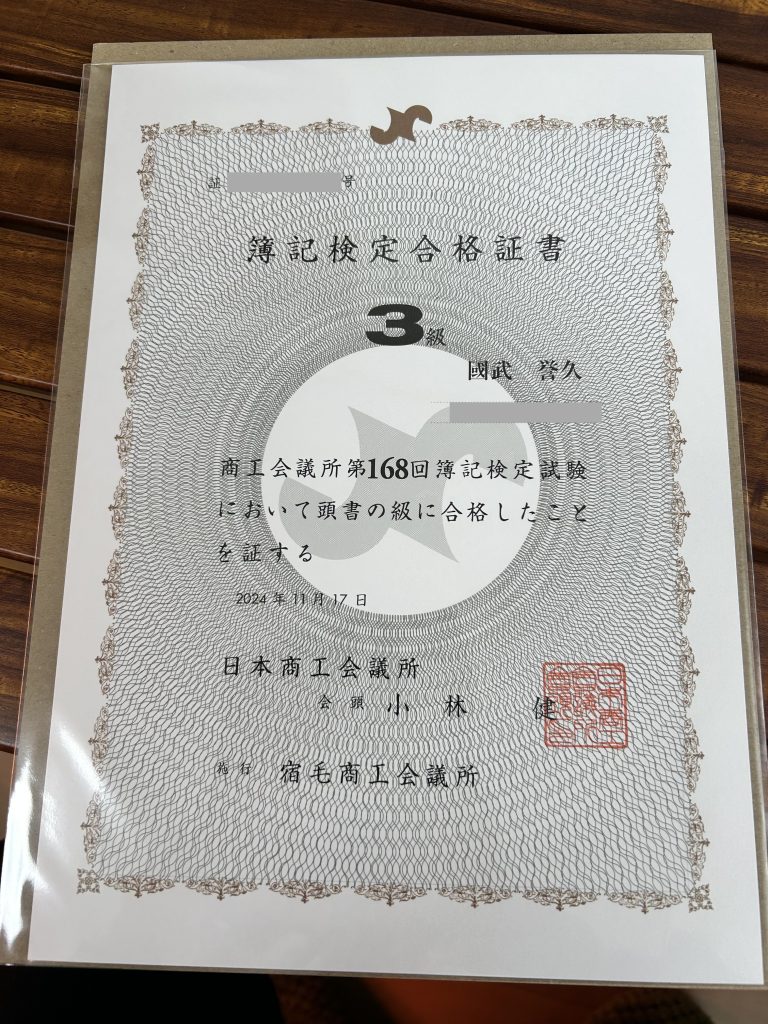 証 号
簿記検定合格証書
3級
國武 誉久
商工会議所第168回簿記検定試験
において頭書の級に合格したこと
を証する
2024年11月17日
日本商工会議所
会頭 小林 健
施行 宿毛商工会議所